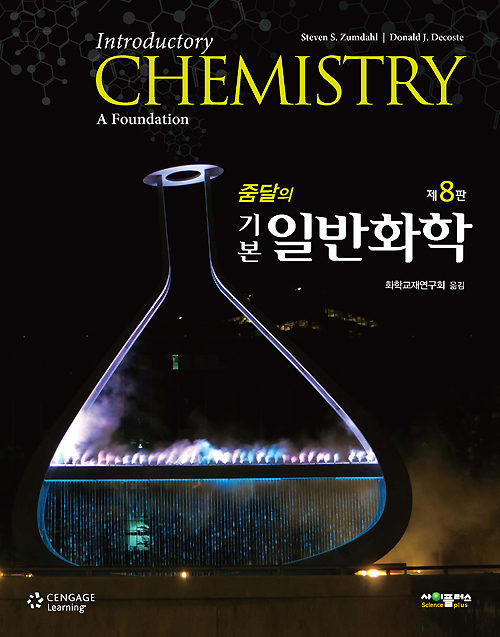 Introductory
Steven S. Zumdahl | Donald J. Decoste
CHEMISTRY
A Foundation
줌달의
제8판
기본 일반화학
화학교재연구회 옮김
CENGAGE
Learning
사이플러스
Science plus